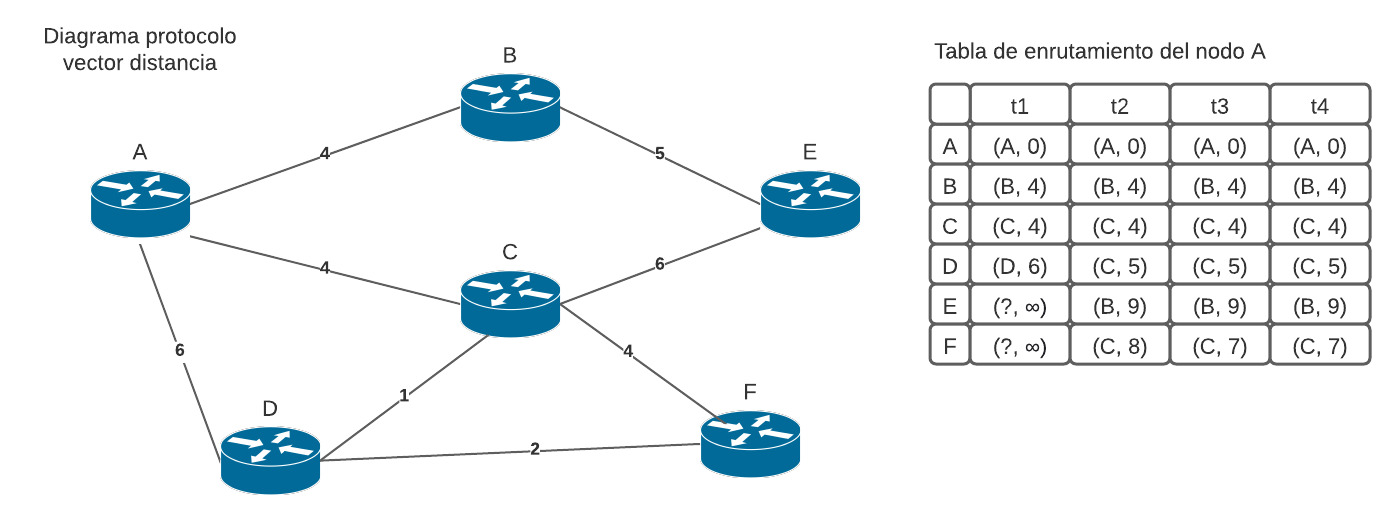 Diagrama protocolo
vector distancia
B
A
E
C
D
F
4
5
4
6
6
4
1
2
Tabla de enrutamiento del nodo A
t1 t2 t3 t4
A (A, 0) (A, 0) (A, 0) (A, 0)
B (B, 4) (B, 4) (B, 4) (B, 4)
C (C, 4) (C, 4) (C, 4) (C, 4)
D (D, 6) (C, 5) (C, 5) (C, 5)
E (?, ∞) (B, 9) (B, 9) (B, 9)
F (?, ∞) (C, 8) (C, 7) (C, 7)